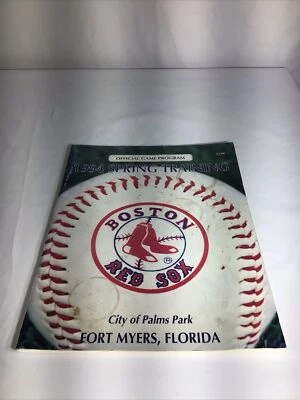 OFFICIAL GAME PROGRAM
1994 SPRING TRAINING
BOSTON
RED SOX
®
City of Palms Park
FORT MYERS, FLORIDA